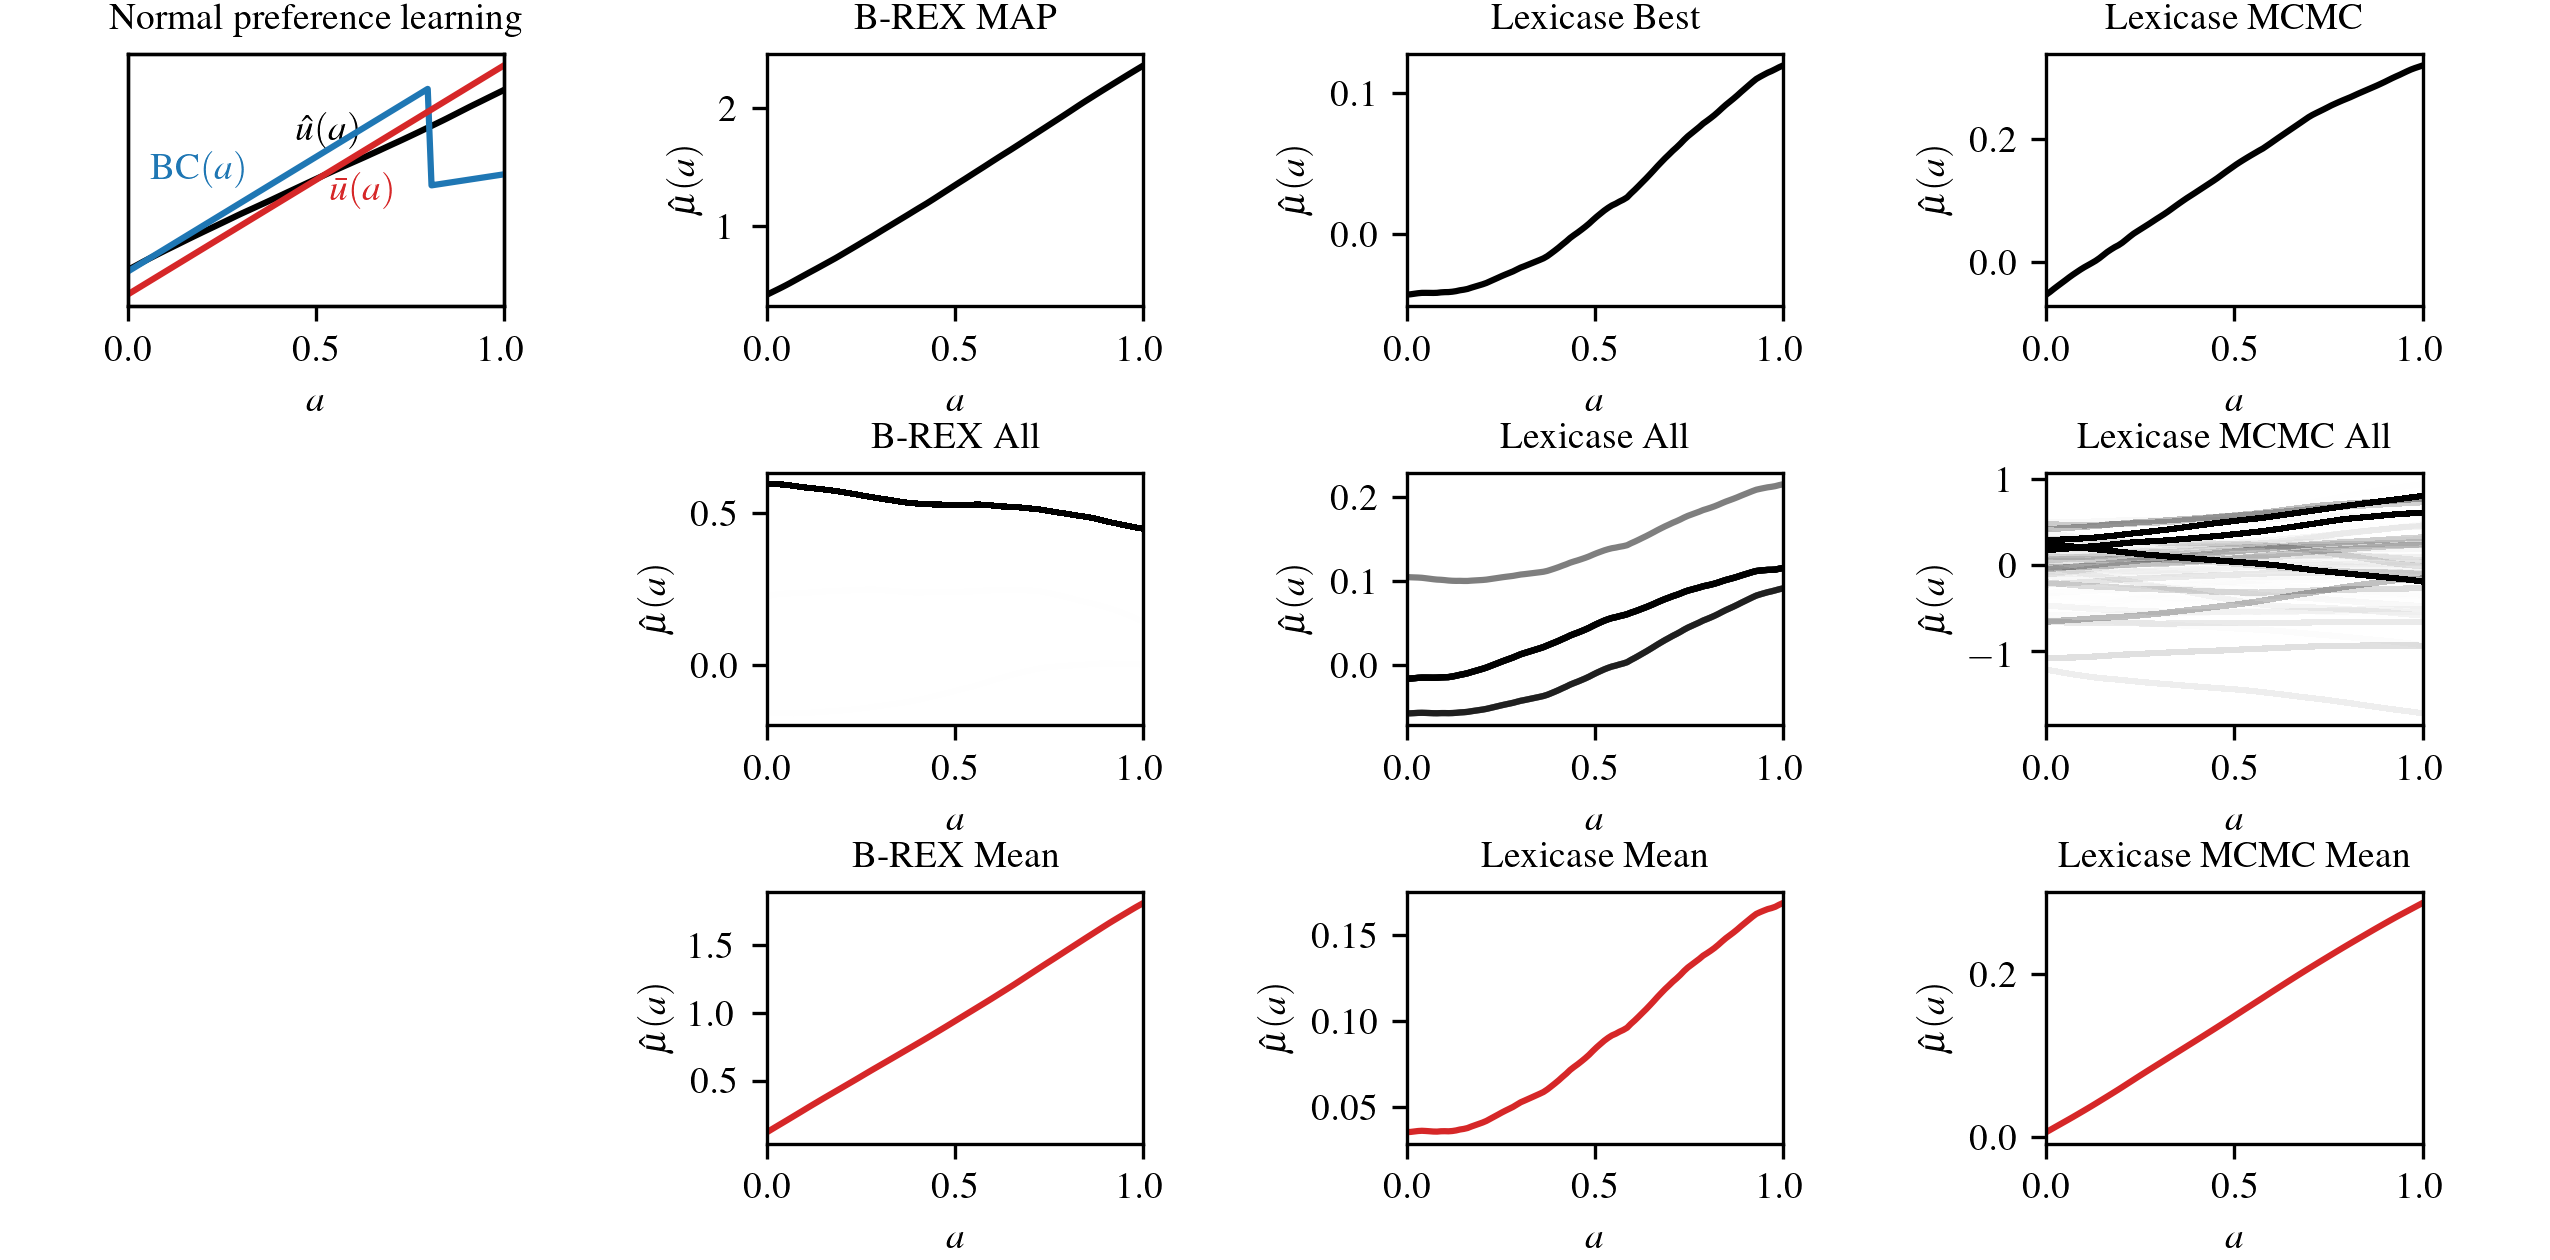 Normal preference learning
û(a)
BC(a)
ū(a)
0.0 0.5 1.0
a
B-REX MAP
2
1
μ̂(a)
0.0 0.5 1.0
a
Lexicase Best
0.1
0.0
μ̂(a)
0.0 0.5 1.0
a
Lexicase MCMC
0.2
0.0
μ̂(a)
0.0 0.5 1.0
a
B-REX All
0.5
0.0
μ̂(a)
0.0 0.5 1.0
a
Lexicase All
0.2
0.1
0.0
μ̂(a)
0.0 0.5 1.0
a
Lexicase MCMC All
1
0
−1
μ̂(a)
0.0 0.5 1.0
a
B-REX Mean
1.5
1.0
0.5
μ̂(a)
0.0 0.5 1.0
a
Lexicase Mean
0.15
0.10
0.05
μ̂(a)
0.0 0.5 1.0
a
Lexicase MCMC Mean
0.2
0.0
μ̂(a)
0.0 0.5 1.0
a